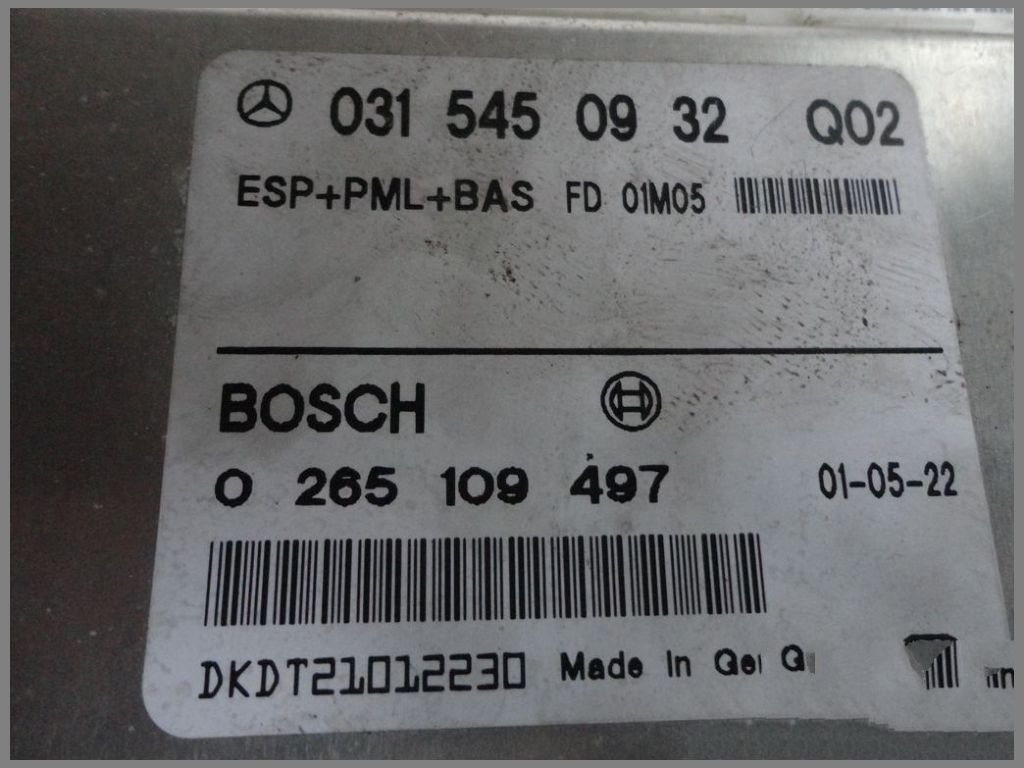 031 545 09 32 Q02
ESP+PML+BAS FD 01M05
BOSCH
0 265 109 497 01-05-22
DKDT21012230 Made In